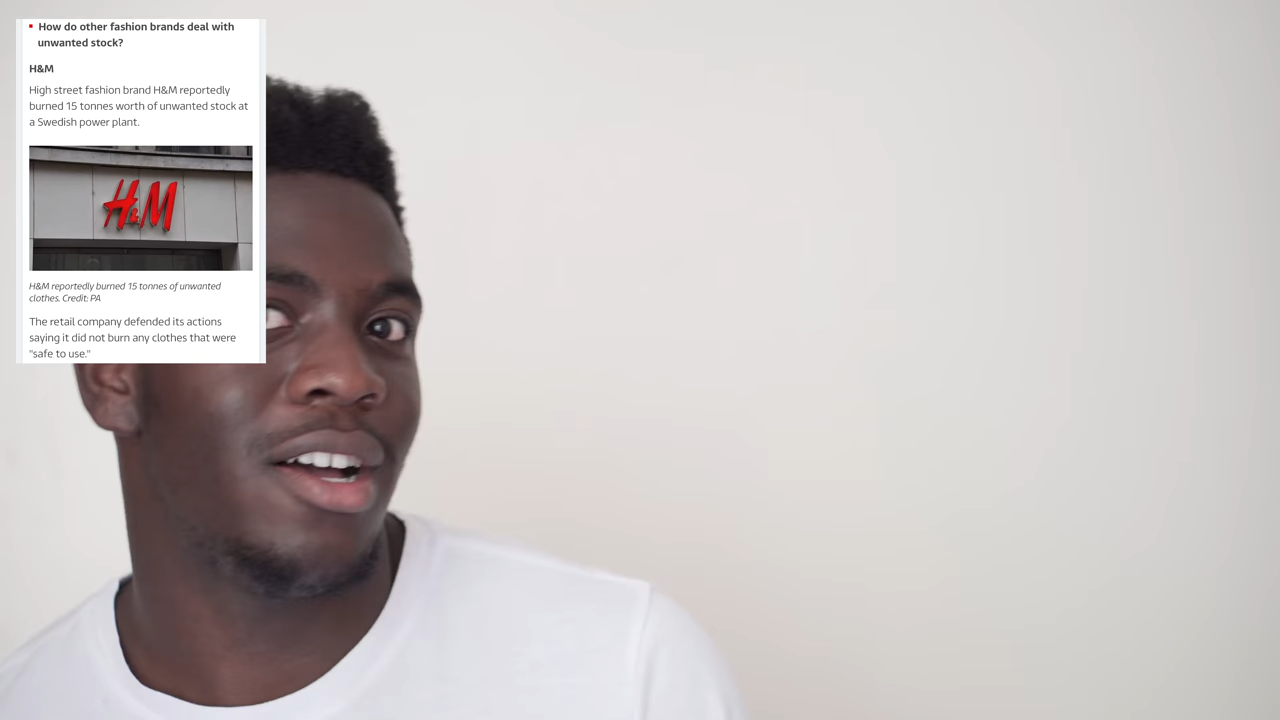 How do other fashion brands deal with
unwanted stock?
H&M
High street fashion brand H&M reportedly
burned 15 tonnes worth of unwanted stock at
a Swedish power plant.
H&M
H&M reportedly burned 15 tonnes of unwanted
clothes. Credit: PA
The retail company defended its actions
saying it did not burn any clothes that were
"safe to use."